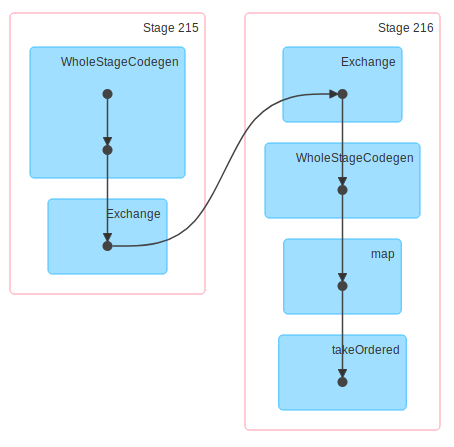 Stage 215
WholeStageCodegen
Exchange
Stage 216
Exchange
WholeStageCodegen
map
takeOrdered